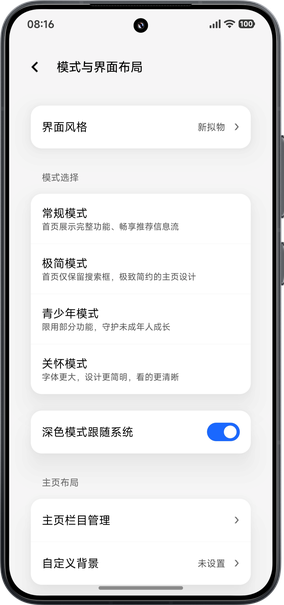 08:16
100
模式与界面布局
界面风格
新拟物
模式选择
常规模式
首页展示完整功能、畅享推荐信息流
极简模式
首页仅保留搜索框，极致简约的主页设计
青少年模式
限用部分功能，守护未成年人成长
关怀模式
字体更大，设计更简明，看的更清晰
深色模式跟随系统
主页布局
主页栏目管理
自定义背景
未设置